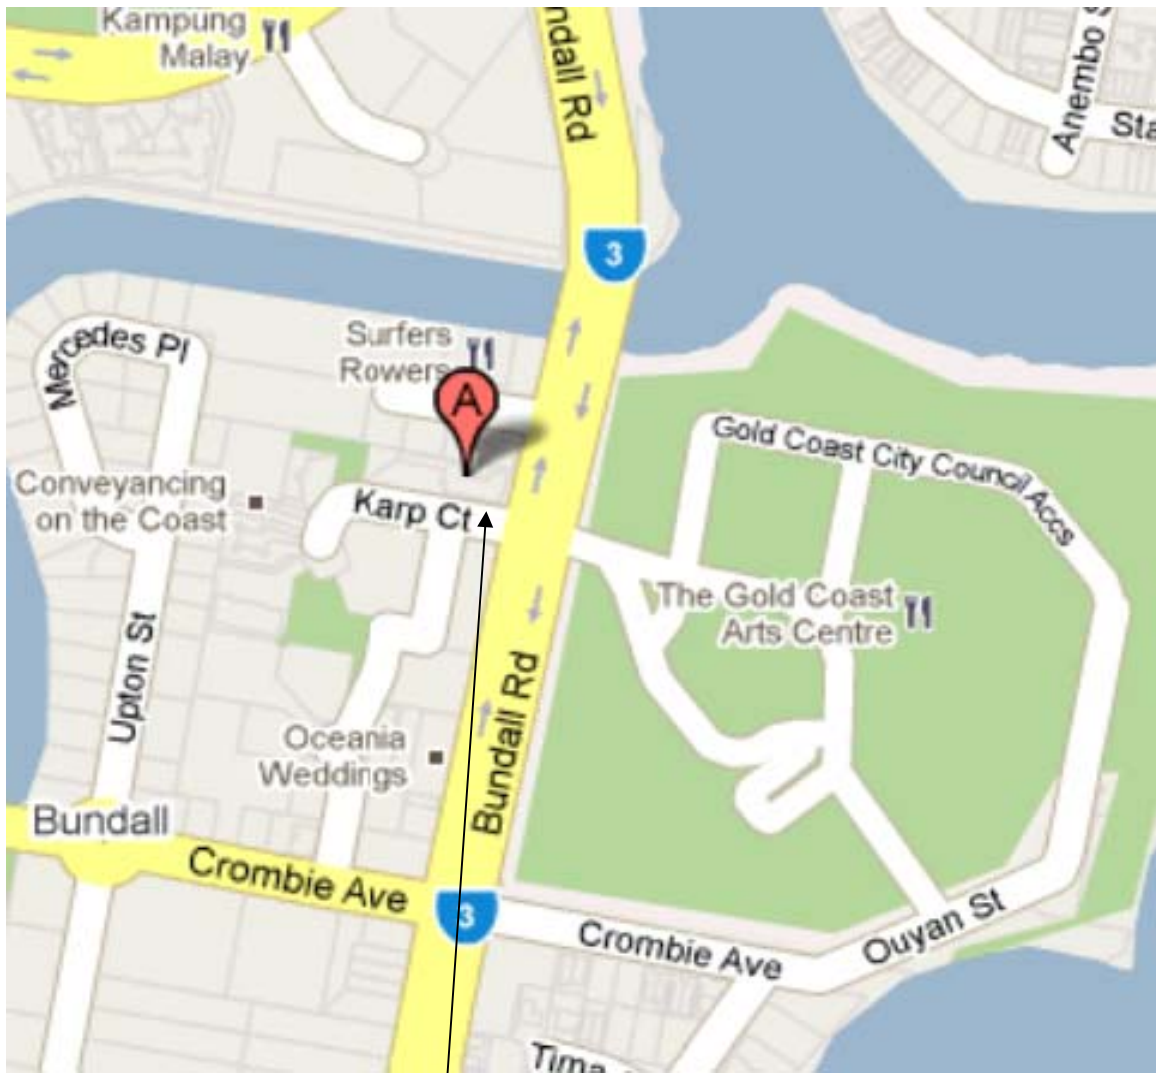 Kampung
Malay
ndall Rd
Anembo S
Sta
3
Mercedes Pl
Surfers
Rowers
A
Gold Coast City Council Accs
Conveyancing
on the Coast
Karp Ct
The Gold Coast
Arts Centre
Upton St
Bundall Rd
Oceania
Weddings
Bundall
Crombie Ave
3
Crombie Ave
Ouyan St
Tima